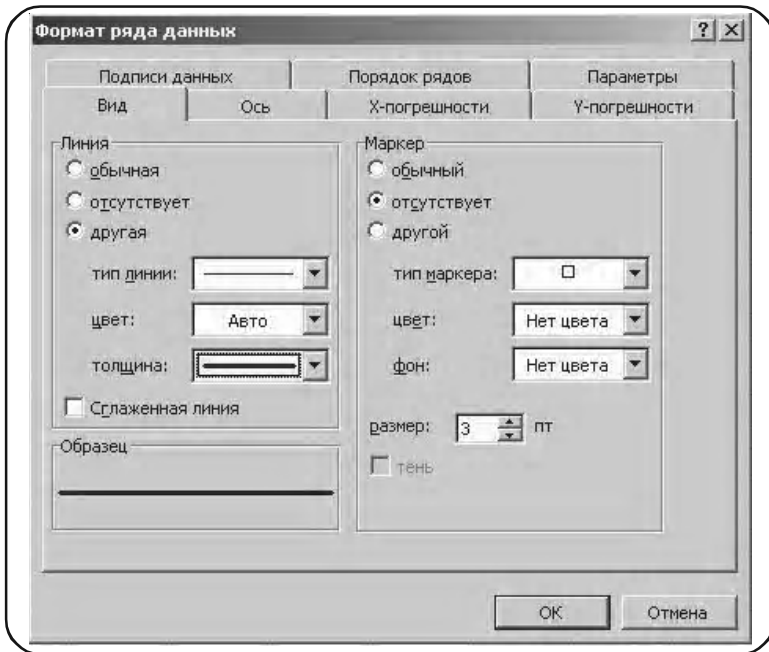 Формат ряда данных
Подписи данных Порядок рядов Параметры
Вид Ось X-погрешности Y-погрешности
Линия
обычная
отсутствует
другая
тип линии:
цвет: Авто
толщина:
Сглаженная линия
Образец
Маркер
обычный
отсутствует
другой
тип маркера:
цвет: Нет цвета
фон: Нет цвета
размер: 3 пт
тень
OK Отмена